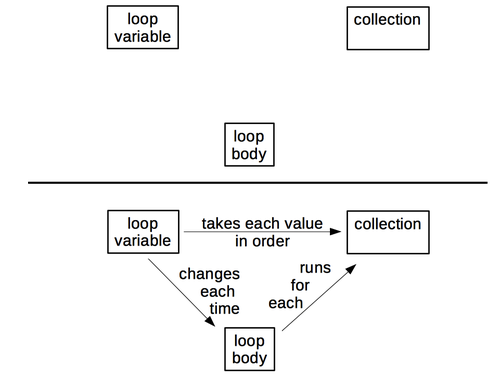 loop
variable
collection
loop
body
loop
variable
takes each value
in order
collection
changes
each
time
runs
for
each
loop
body